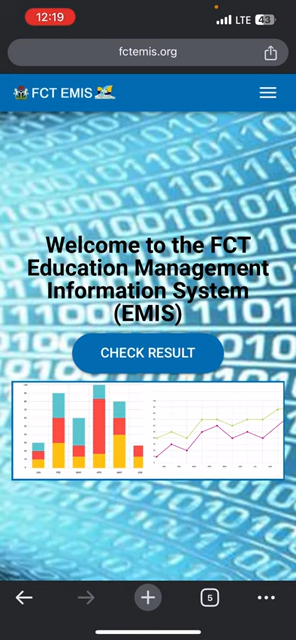 12:19
LTE 43
fctemis.org
FCT EMIS
Welcome to the FCT
Education Management
Information System
(EMIS)
CHECK RESULT
5